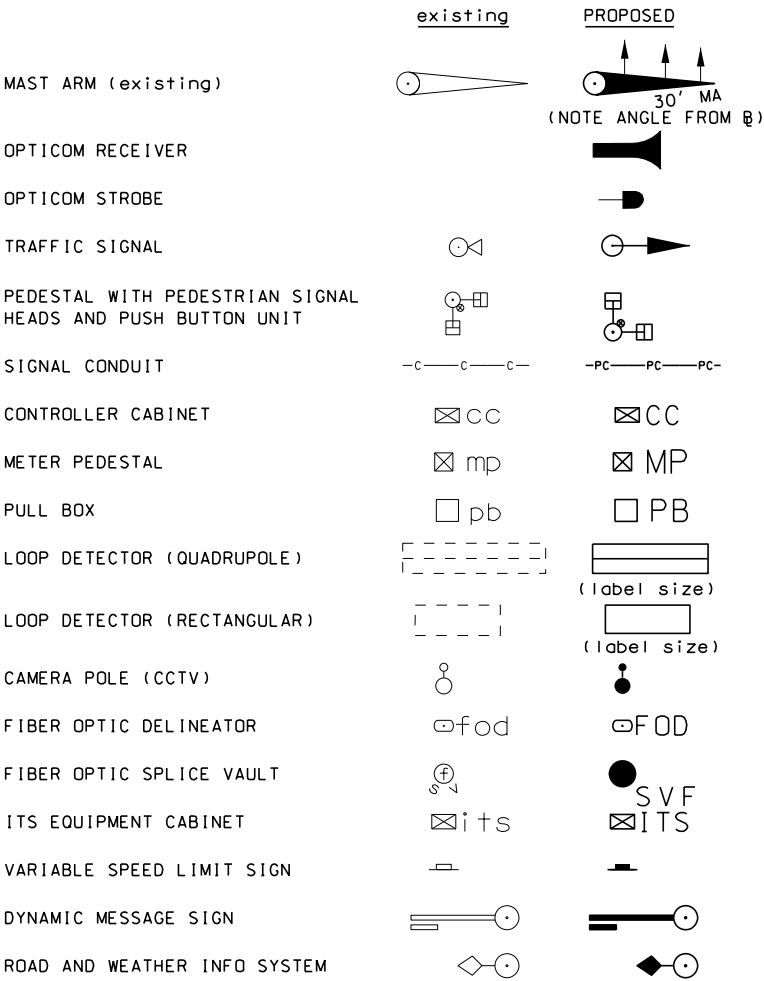 existing PROPOSED
MAST ARM (existing)
30' MA
(NOTE ANGLE FROM BL)
OPTICOM RECEIVER
OPTICOM STROBE
TRAFFIC SIGNAL
PEDESTAL WITH PEDESTRIAN SIGNAL
HEADS AND PUSH BUTTON UNIT
SIGNAL CONDUIT C C C PC PC PC
CONTROLLER CABINET cc CC
METER PEDESTAL mp MP
PULL BOX pb PB
LOOP DETECTOR (QUADRUPOLE)
(label size)
LOOP DETECTOR (RECTANGULAR)
(label size)
CAMERA POLE (CCTV)
FIBER OPTIC DELINEATOR fod FOD
FIBER OPTIC SPLICE VAULT f
s v SVF
ITS EQUIPMENT CABINET its ITS
VARIABLE SPEED LIMIT SIGN
DYNAMIC MESSAGE SIGN
ROAD AND WEATHER INFO SYSTEM